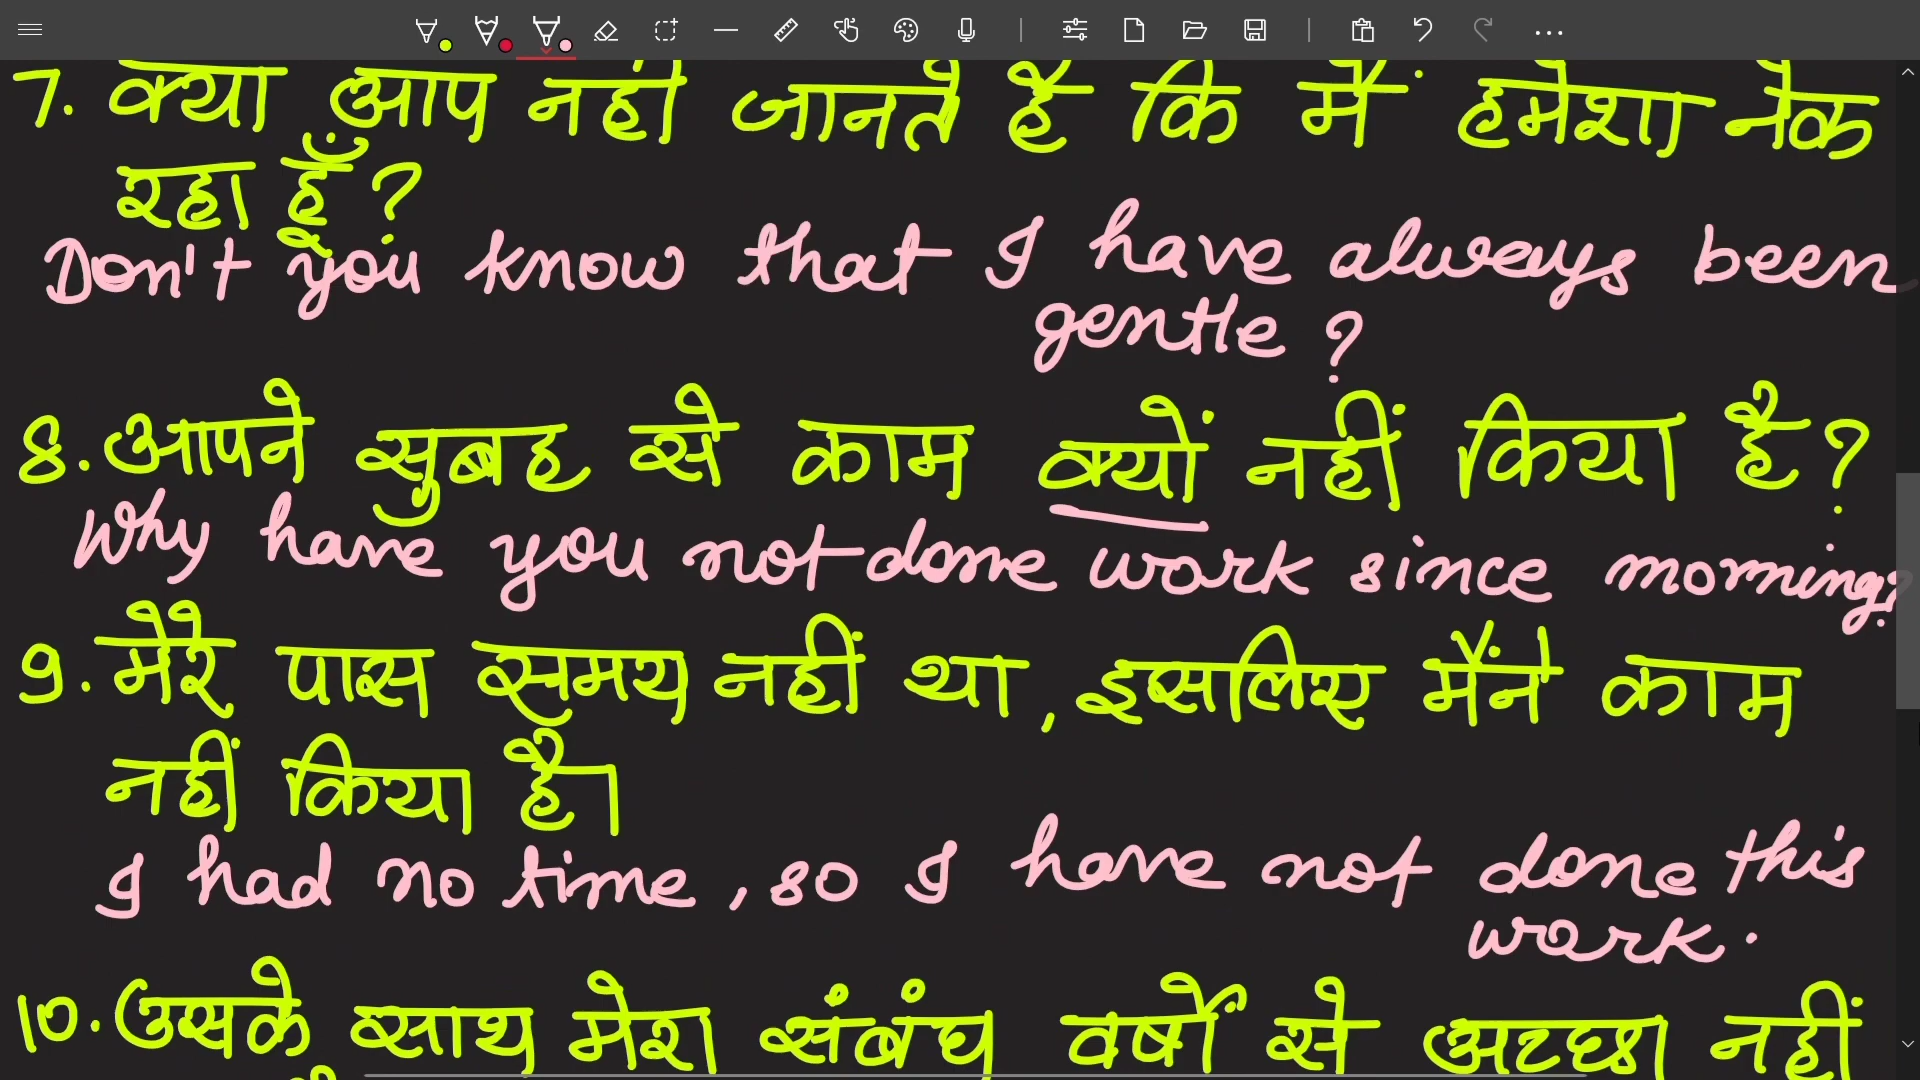 7. क्या आप नहीं जानते हैं कि मैं हमेशा नेक
रहा हूँ?
Don't you know that I have always been
gentle?
8. आपने सुबह से काम क्यों नहीं किया है?
Why have you not done work since morning?
9. मेरे पास समय नहीं था, इसलिए मैंने काम
नहीं किया है।
I had no time, so I have not done this
work.
10. उसके साथ मेरा संबंध वर्षों से अच्छा नहीं